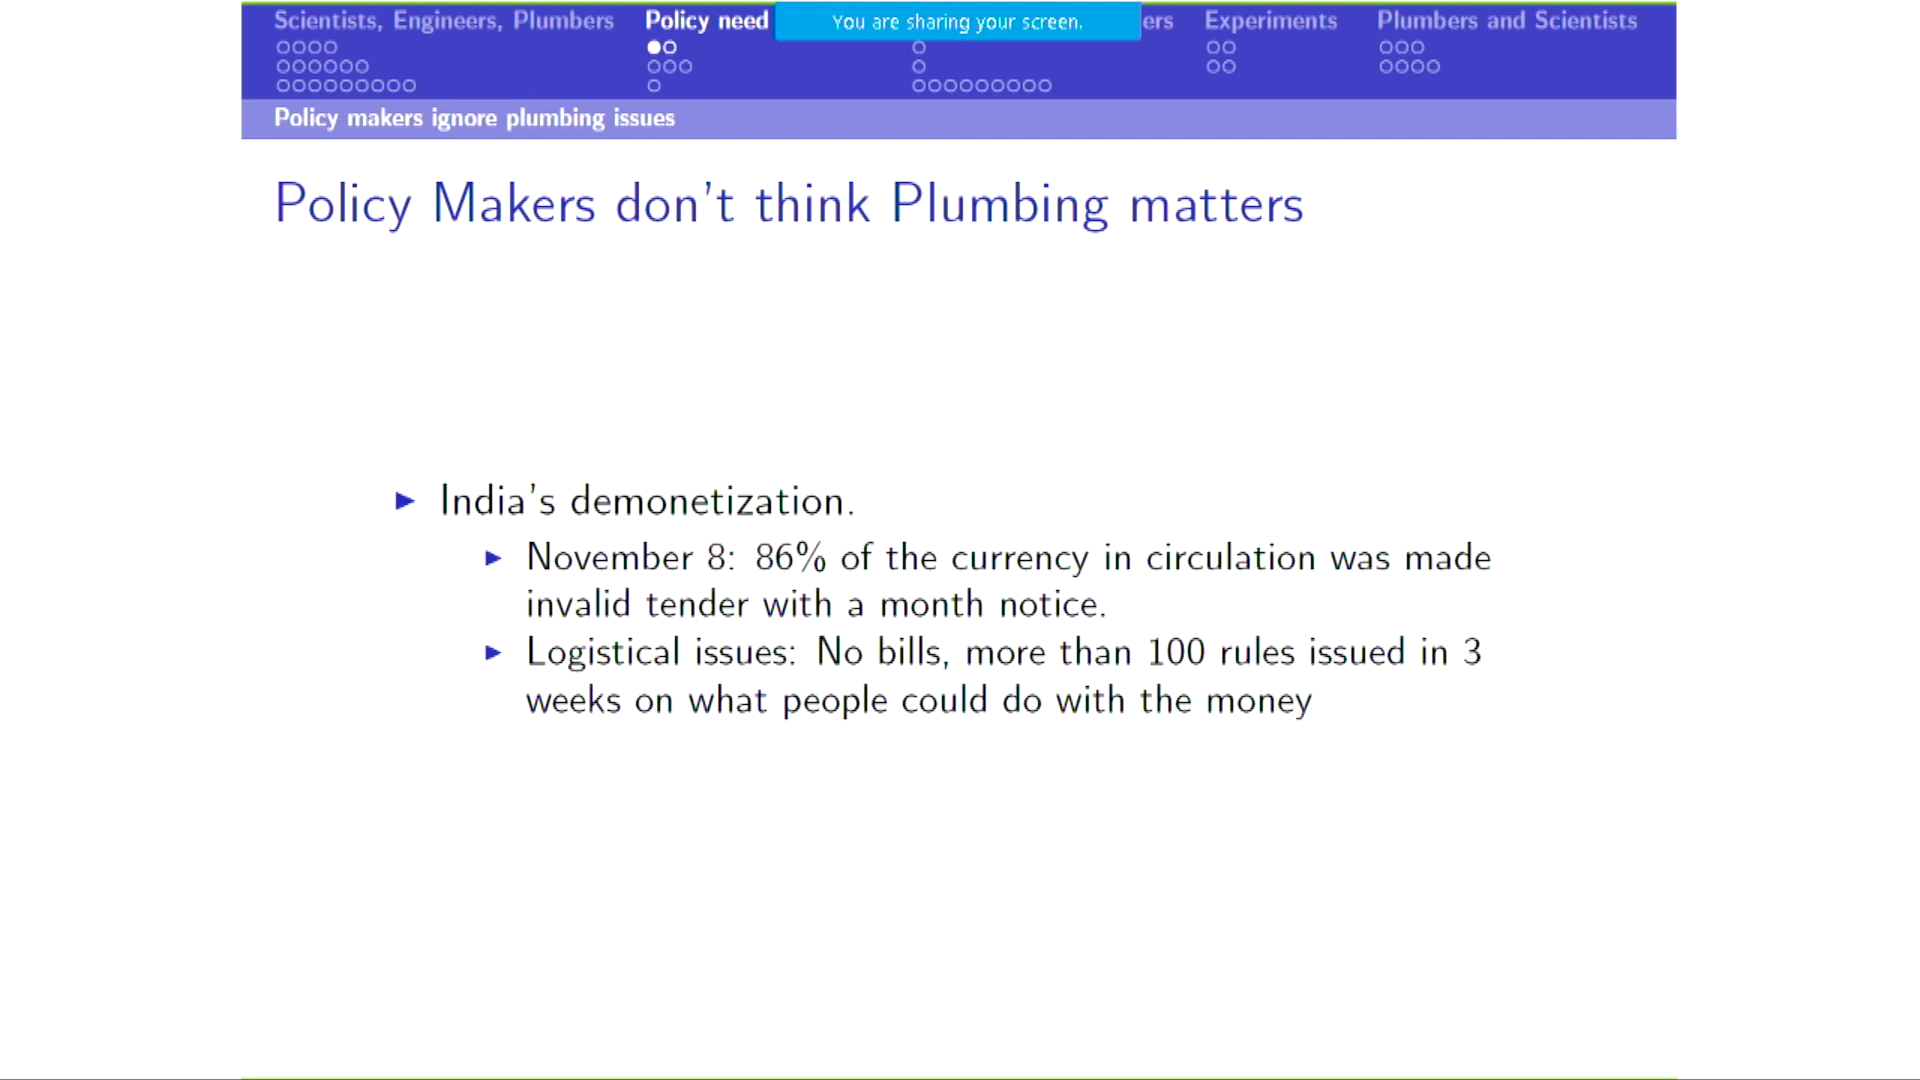 Scientists, Engineers, Plumbers
Policy need
You are sharing your screen.
ers
Experiments
Plumbers and Scientists
Policy makers ignore plumbing issues
Policy Makers don't think Plumbing matters
India's demonetization.
November 8: 86% of the currency in circulation was made
invalid tender with a month notice.
Logistical issues: No bills, more than 100 rules issued in 3
weeks on what people could do with the money